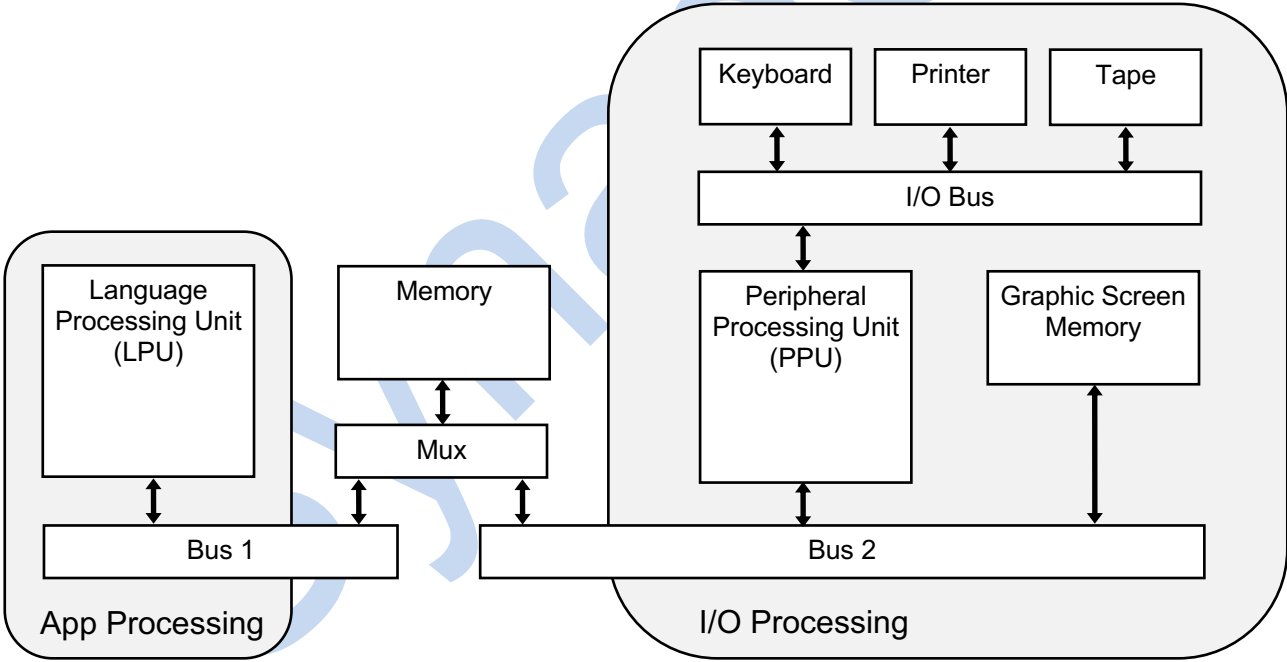 Keyboard
Printer
Tape
I/O Bus
Language
Processing Unit
(LPU)
Memory
Peripheral
Processing Unit
(PPU)
Graphic Screen
Memory
Mux
Bus 1
Bus 2
App Processing
I/O Processing